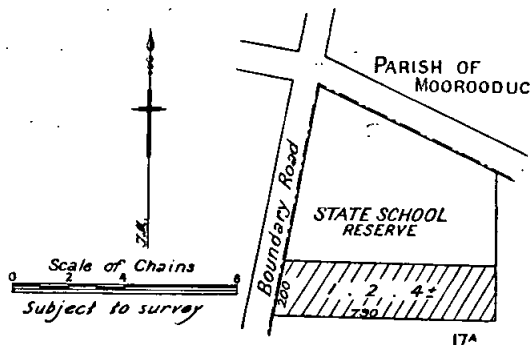 PARISH OF
MOOROODUC
Boundary Road
STATE SCHOOL
RESERVE
Scale of Chains
0 2 4 8
Subject to survey
200
1 . 2 . 4±
730
17A